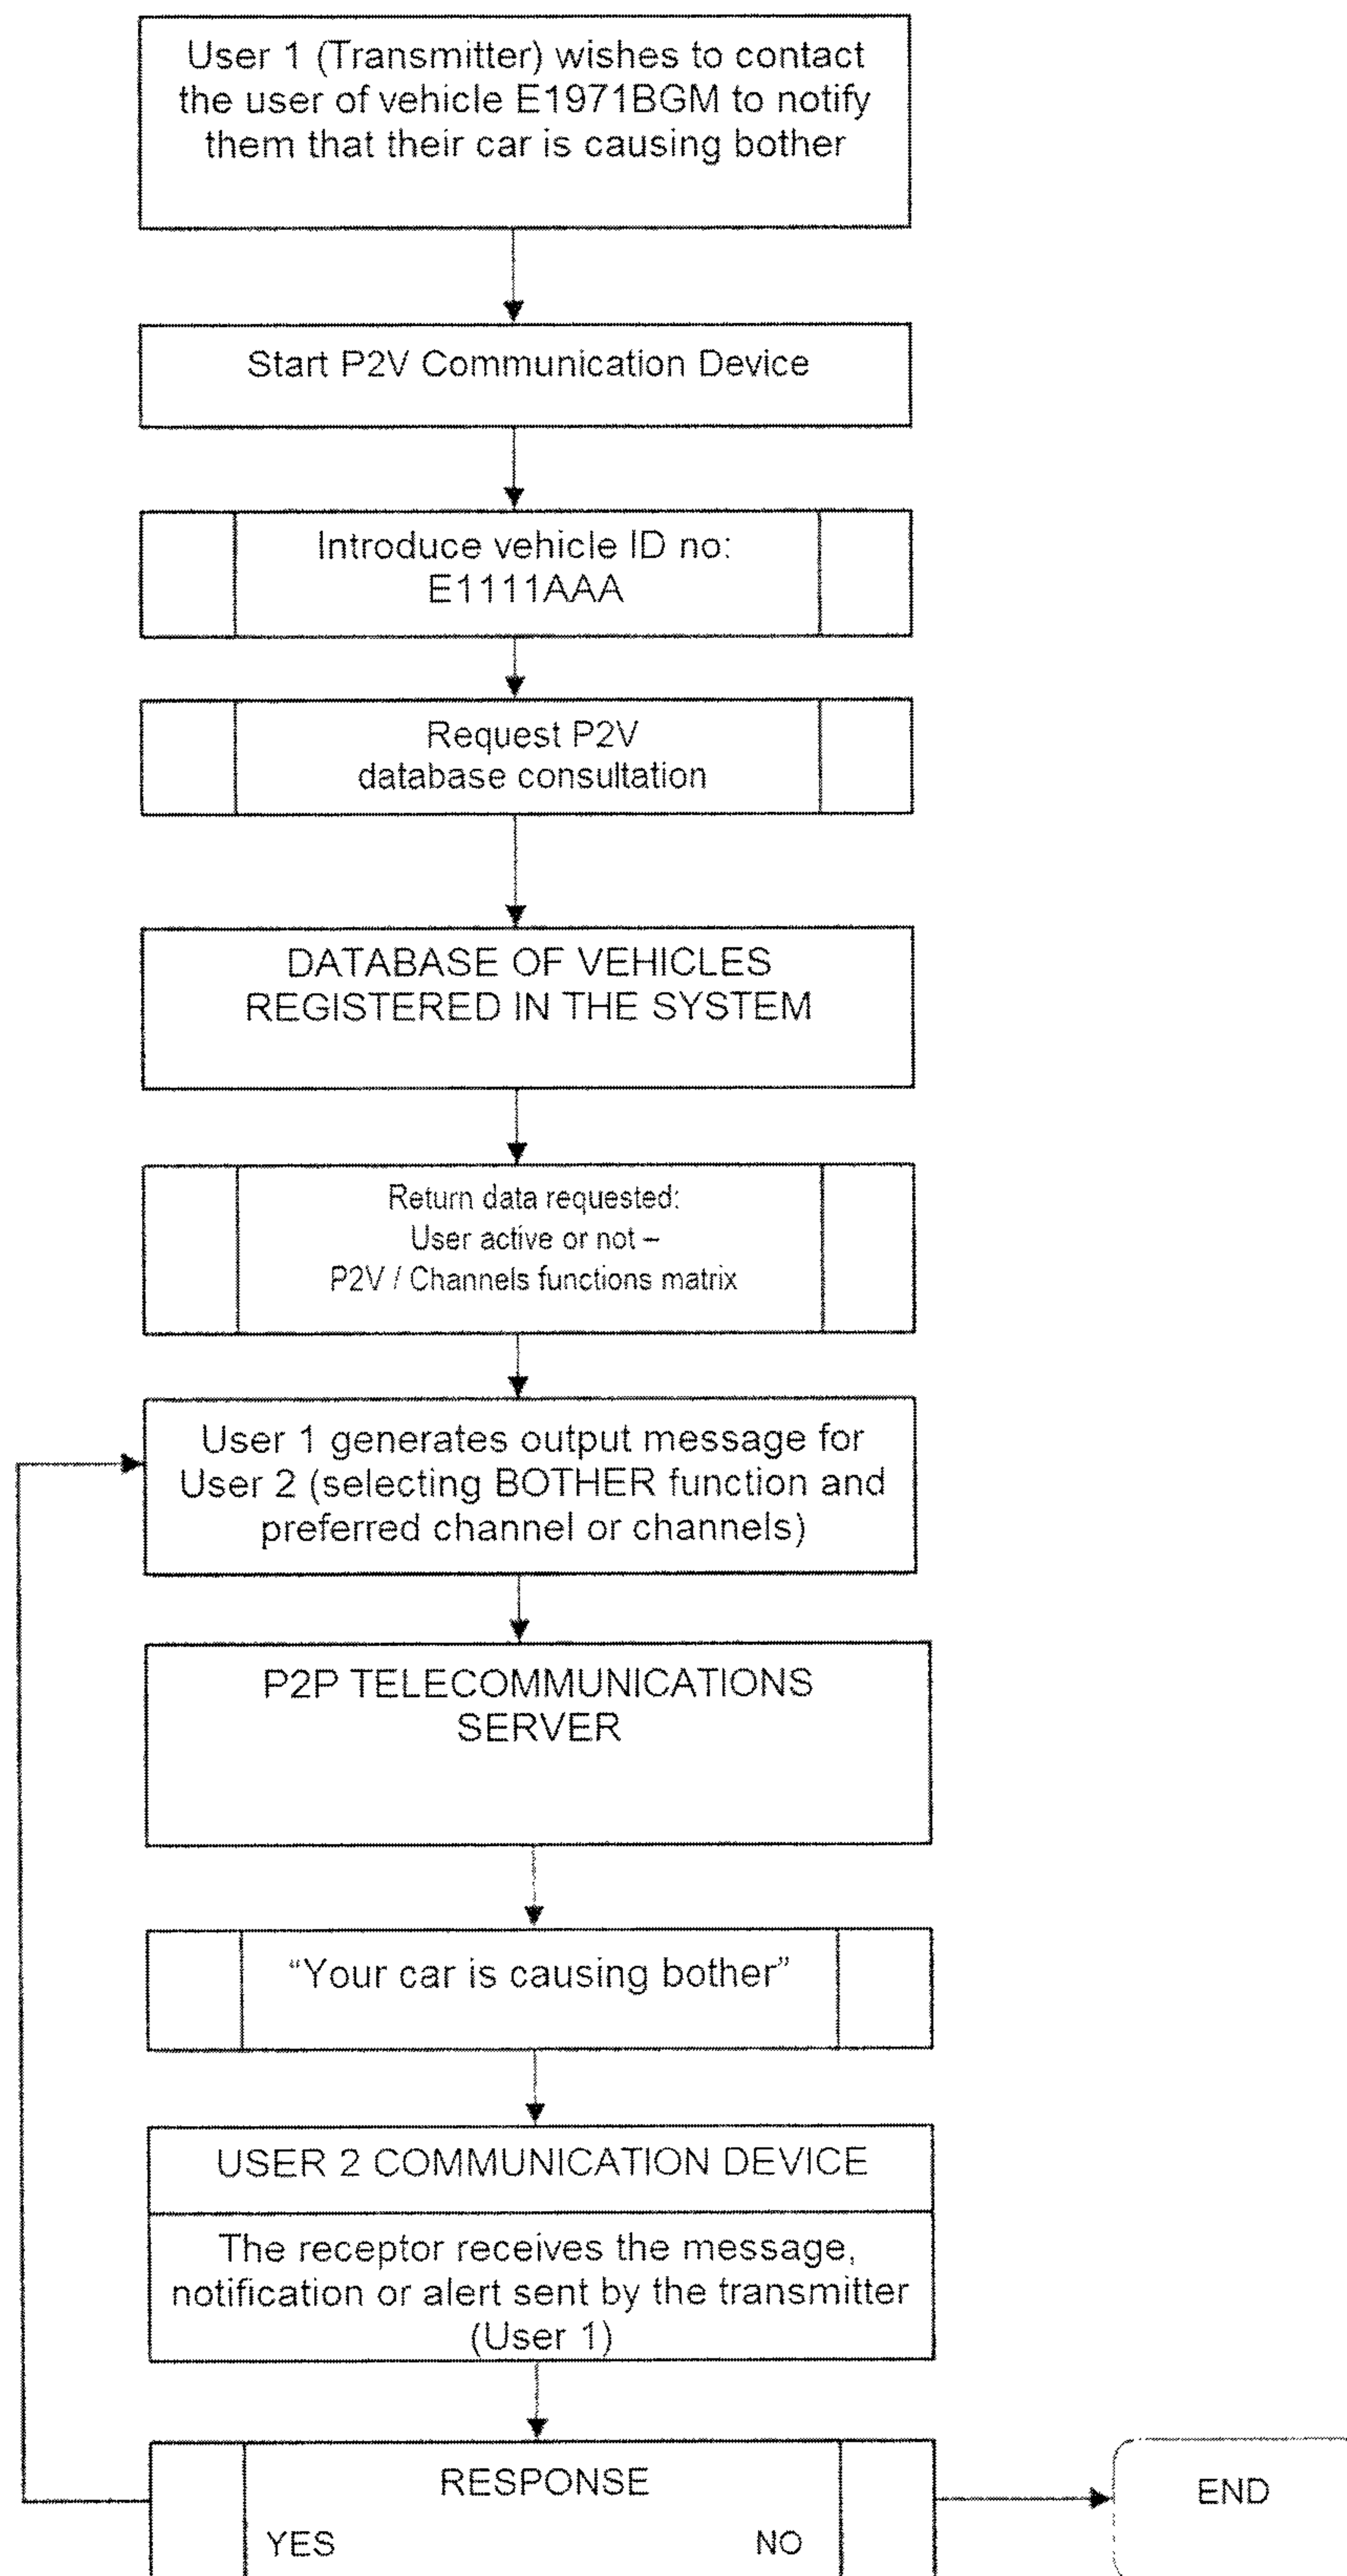 User 1 (Transmitter) wishes to contact
the user of vehicle E1971BGM to notify
them that their car is causing bother
Start P2V Communication Device
Introduce vehicle ID no:
E1111AAA
Request P2V
database consultation
DATABASE OF VEHICLES
REGISTERED IN THE SYSTEM
Return data requested:
User active or not –
P2V / Channels functions matrix
User 1 generates output message for
User 2 (selecting BOTHER function and
preferred channel or channels)
P2P TELECOMMUNICATIONS
SERVER
“Your car is causing bother”
USER 2 COMMUNICATION DEVICE
The receptor receives the message,
notification or alert sent by the transmitter
(User 1)
RESPONSE
END
YES NO